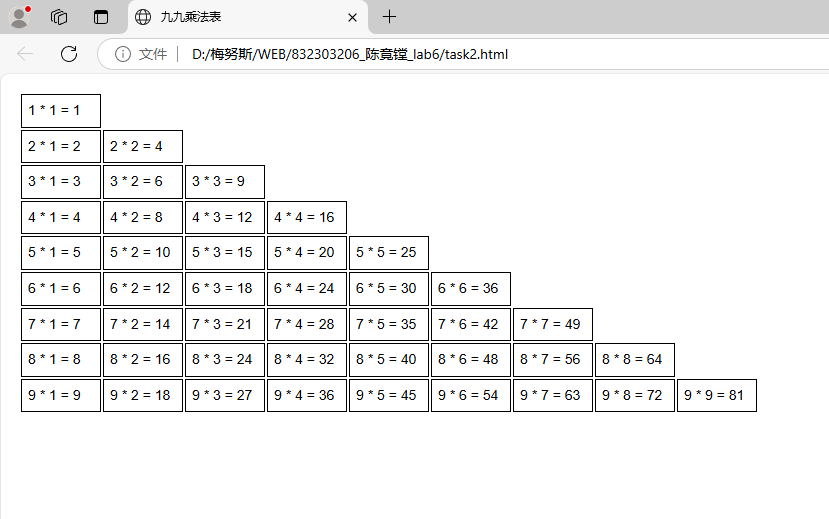 九九乘法表
文件 D:/梅努斯/WEB/832303206_陈竟镗_lab6/task2.html
1 * 1 = 1
2 * 1 = 2 2 * 2 = 4
3 * 1 = 3 3 * 2 = 6 3 * 3 = 9
4 * 1 = 4 4 * 2 = 8 4 * 3 = 12 4 * 4 = 16
5 * 1 = 5 5 * 2 = 10 5 * 3 = 15 5 * 4 = 20 5 * 5 = 25
6 * 1 = 6 6 * 2 = 12 6 * 3 = 18 6 * 4 = 24 6 * 5 = 30 6 * 6 = 36
7 * 1 = 7 7 * 2 = 14 7 * 3 = 21 7 * 4 = 28 7 * 5 = 35 7 * 6 = 42 7 * 7 = 49
8 * 1 = 8 8 * 2 = 16 8 * 3 = 24 8 * 4 = 32 8 * 5 = 40 8 * 6 = 48 8 * 7 = 56 8 * 8 = 64
9 * 1 = 9 9 * 2 = 18 9 * 3 = 27 9 * 4 = 36 9 * 5 = 45 9 * 6 = 54 9 * 7 = 63 9 * 8 = 72 9 * 9 = 81